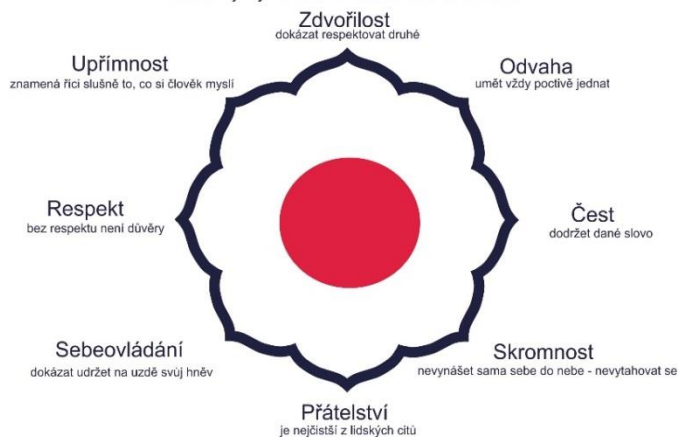 Zdvořilost
dokázat respektovat druhé
Upřímnost
znamená říci slušně to, co si člověk myslí
Odvaha
umět vždy poctivě jednat
Respekt
bez respektu není důvěry
Čest
dodržet dané slovo
Sebeovládání
dokázat udržet na uzdě svůj hněv
Skromnost
nevynášet sama sebe do nebe - nevytahovat se
Přátelství
je nejčistší z lidských citů